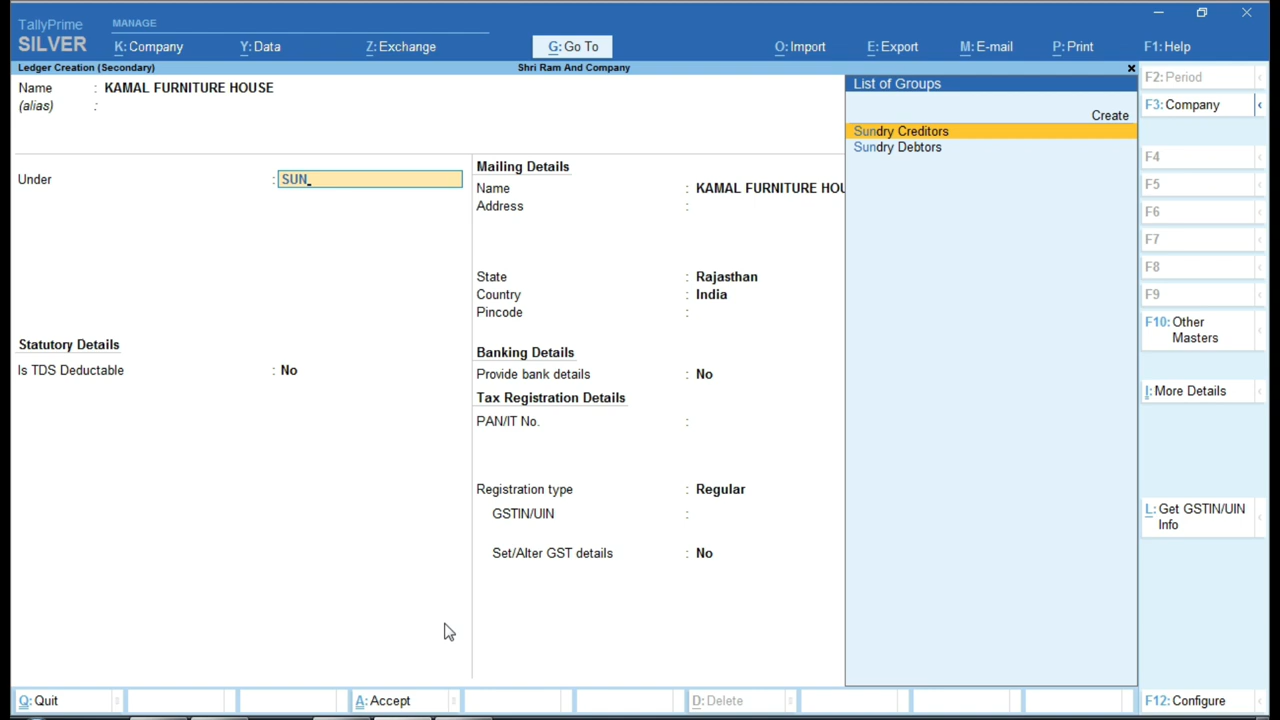 TallyPrime
MANAGE
SILVER
K: Company
Y: Data
Z: Exchange
G: Go To
O: Import
E: Export
M: E-mail
P: Print
F1: Help
Ledger Creation (Secondary)
Shri Ram And Company
Name : KAMAL FURNITURE HOUSE
(alias) :
Under : SUN
Statutory Details
Is TDS Deductable : No
Mailing Details
Name : KAMAL FURNITURE HOU
Address :
State : Rajasthan
Country : India
Pincode :
Banking Details
Provide bank details : No
Tax Registration Details
PAN/IT No. :
Registration type : Regular
GSTIN/UIN :
Set/Alter GST details : No
List of Groups
Create
Sundry Creditors
Sundry Debtors
F2: Period
F3: Company
F4
F5
F6
F7
F8
F9
F10: Other
Masters
I: More Details
L: Get GSTIN/UIN
Info
Q: Quit
A: Accept
D: Delete
F12: Configure